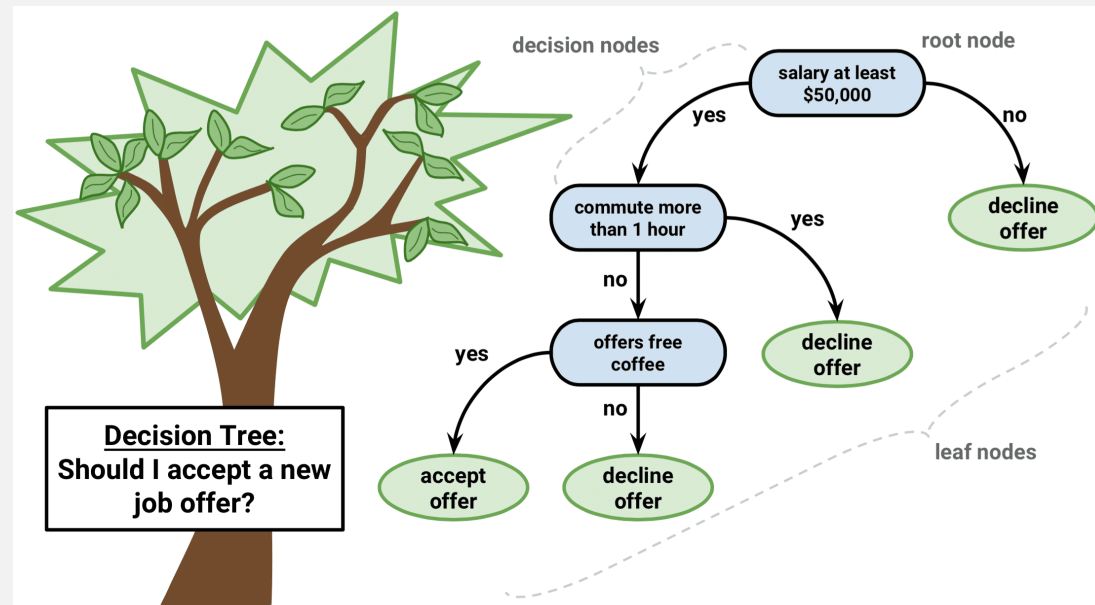 decision nodes
root node
salary at least
$50,000
yes
no
commute more
than 1 hour
yes
decline
offer
no
offers free
coffee
decline
offer
yes
no
accept
offer
decline
offer
leaf nodes
Decision Tree:
Should I accept a new
job offer?